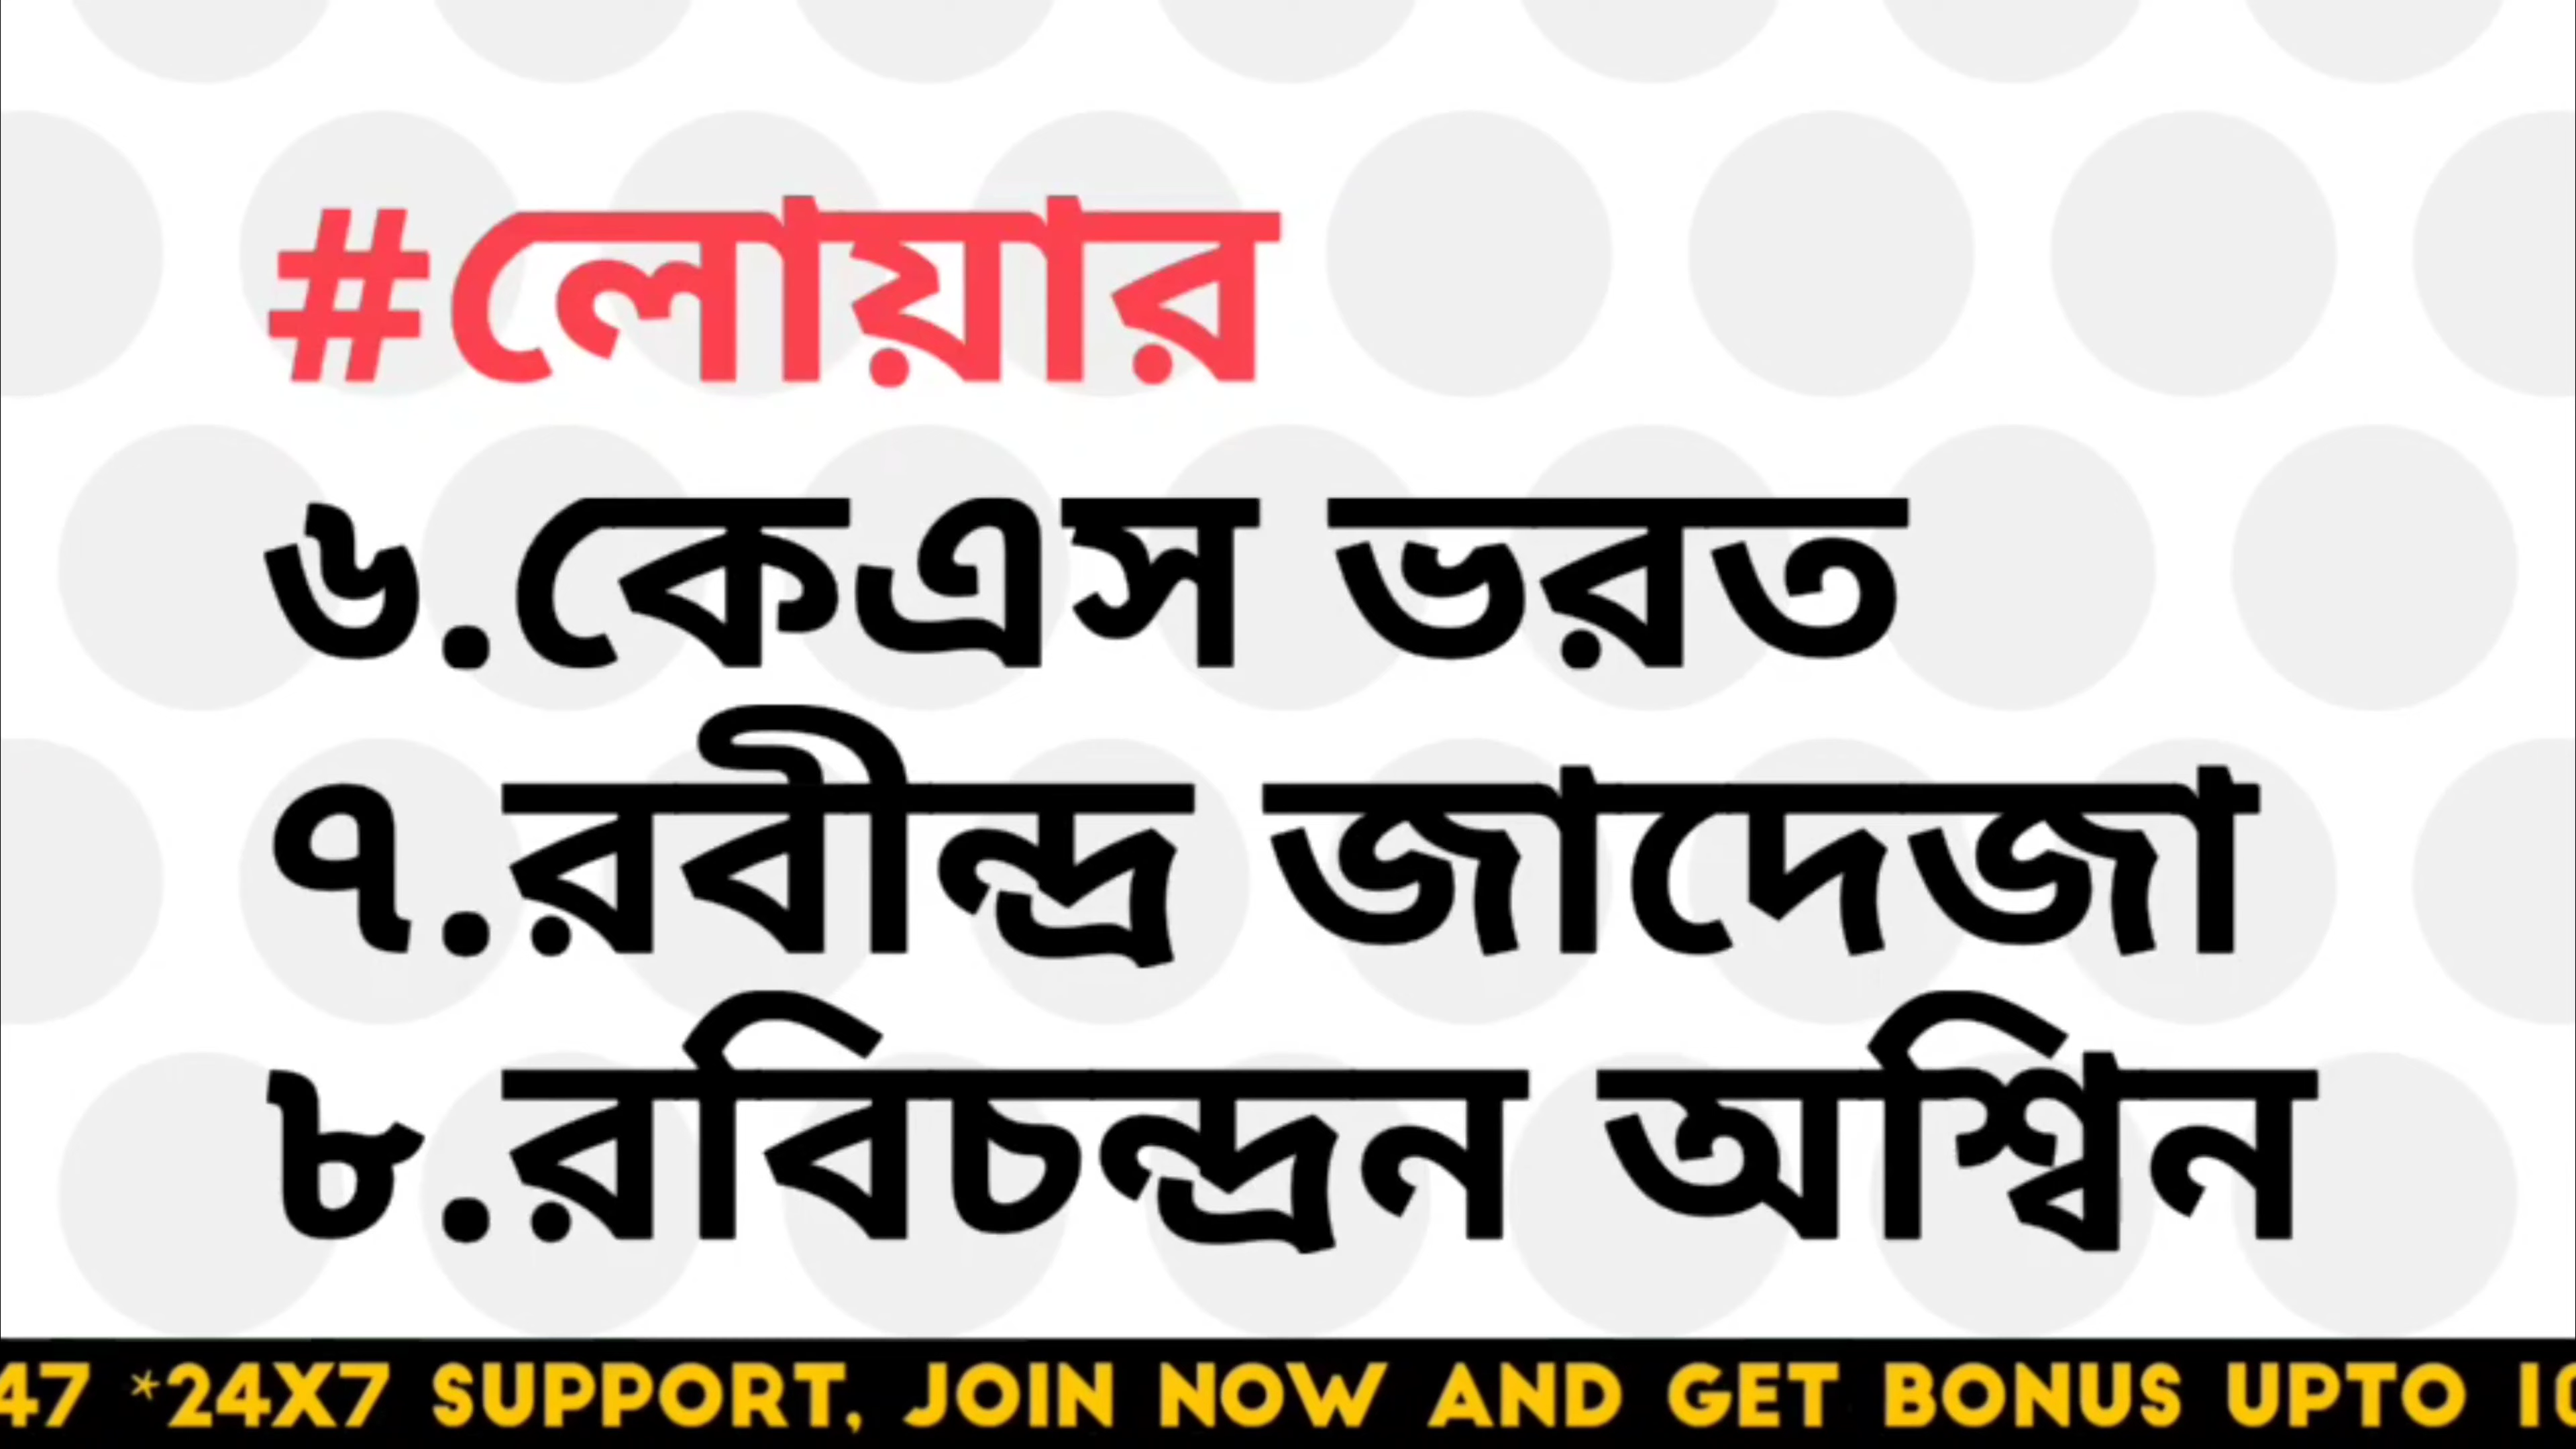 #লোয়ার
৬.কেএস ভরত
৭.রবীন্দ্র জাদেজা
৮.রবিচন্দ্রন অশ্বিন
47 *24X7 SUPPORT, JOIN NOW AND GET BONUS UPTO